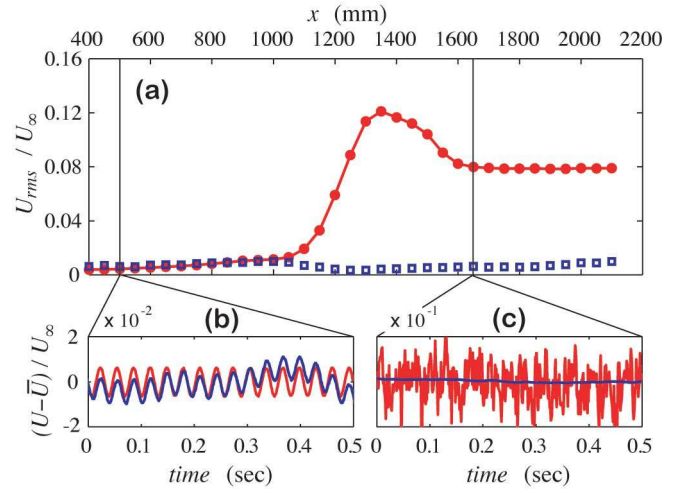 x (mm)
400 600 800 1000 1200 1400 1600 2000 2200
0.16
0.12
0.08
0.04
0
U_rms / U_∞
(a)
x 10^-2
(b)
x 10^-1
(c)
2
0
-2
(U−U̅) / U_∞
0 0.1 0.2 0.3 0.4 0.5
0 0.1 0.2 0.3 0.4 0.5
time (sec)
time (sec)